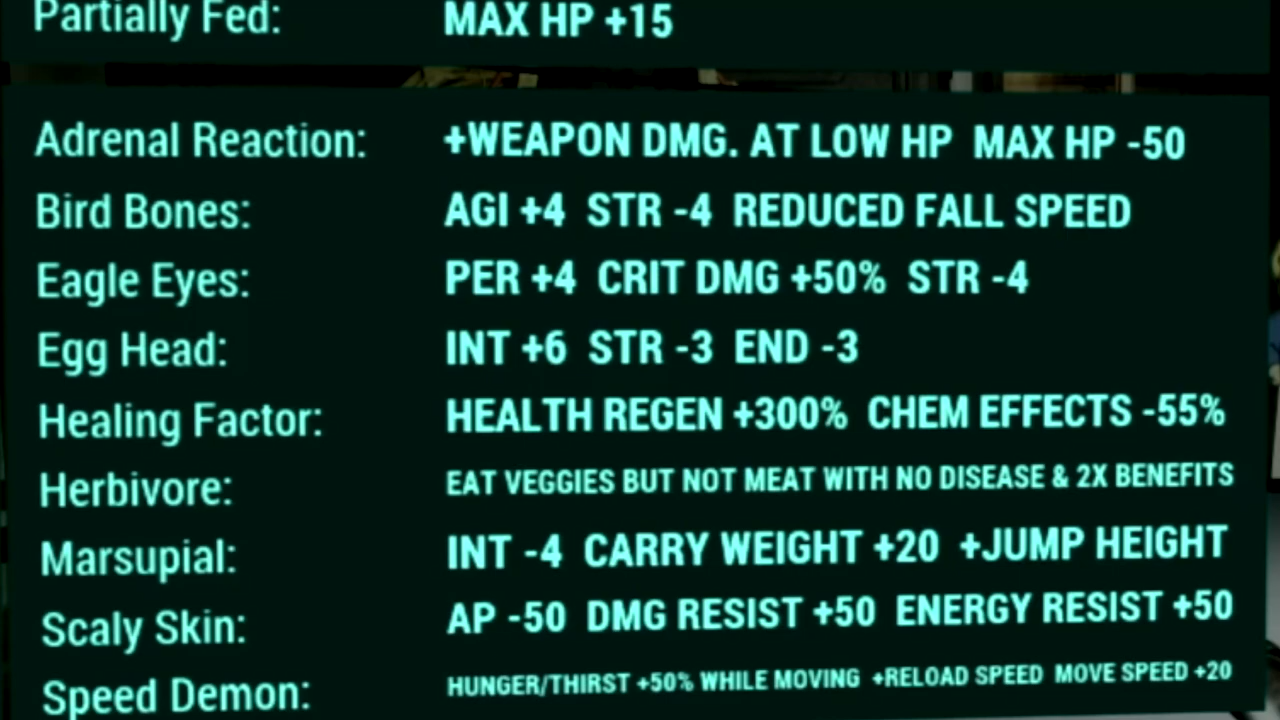 Partially Fed: MAX HP +15
Adrenal Reaction: +WEAPON DMG. AT LOW HP MAX HP -50
Bird Bones: AGI +4 STR -4 REDUCED FALL SPEED
Eagle Eyes: PER +4 CRIT DMG +50% STR -4
Egg Head: INT +6 STR -3 END -3
Healing Factor: HEALTH REGEN +300% CHEM EFFECTS -55%
Herbivore: EAT VEGGIES BUT NOT MEAT WITH NO DISEASE & 2X BENEFITS
Marsupial: INT -4 CARRY WEIGHT +20 +JUMP HEIGHT
Scaly Skin: AP -50 DMG RESIST +50 ENERGY RESIST +50
Speed Demon: HUNGER/THIRST +50% WHILE MOVING +RELOAD SPEED MOVE SPEED +20